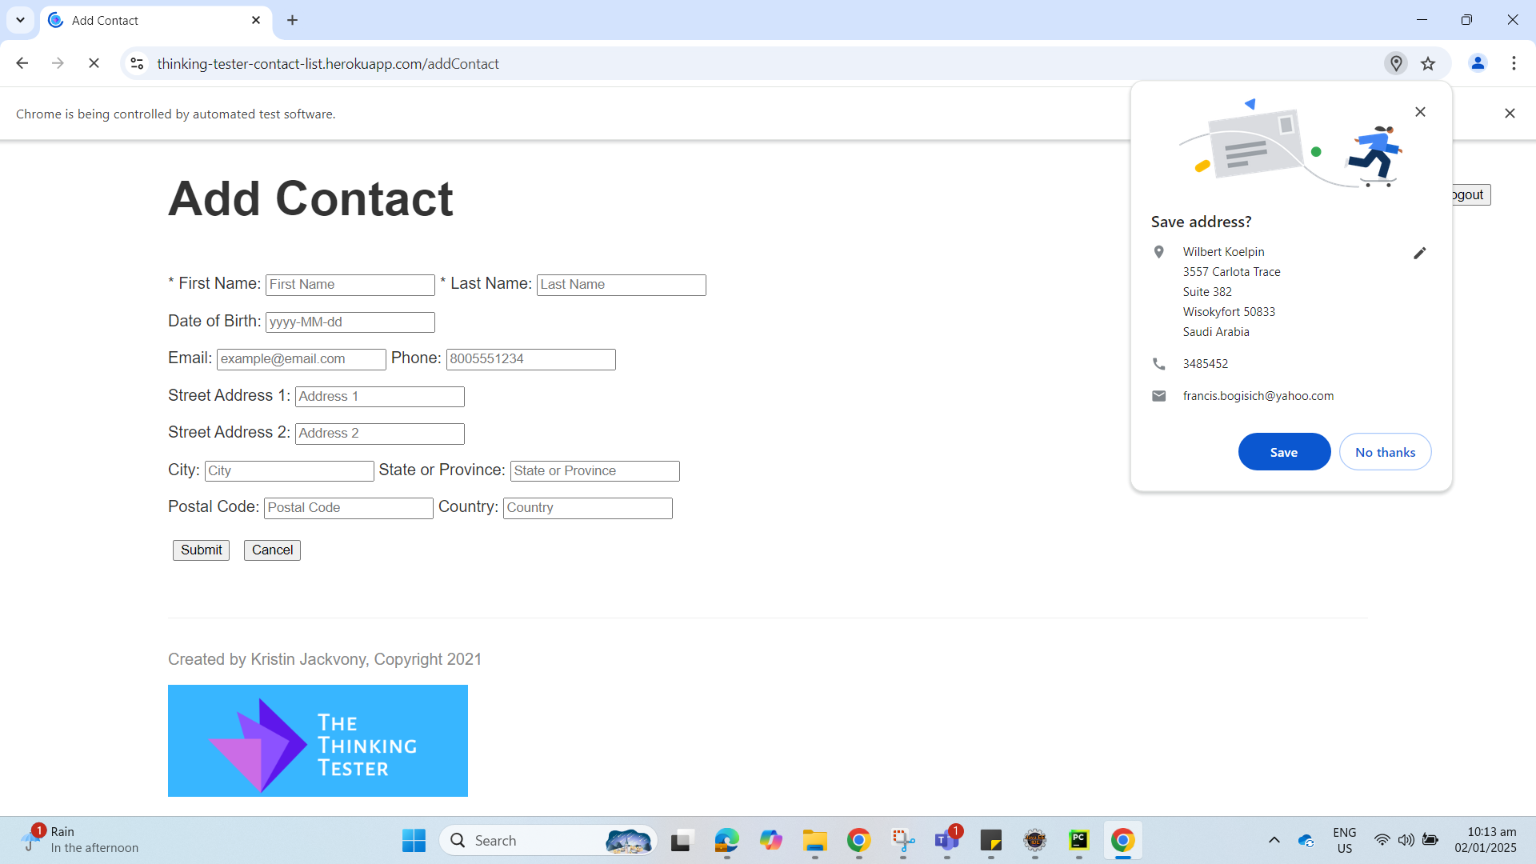 Add Contact
thinking-tester-contact-list.herokuapp.com/addContact
Chrome is being controlled by automated test software.
Add Contact
ogout
* First Name: First Name * Last Name: Last Name
Date of Birth: yyyy-MM-dd
Email: example@email.com Phone: 8005551234
Street Address 1: Address 1
Street Address 2: Address 2
City: City State or Province: State or Province
Postal Code: Postal Code Country: Country
Submit Cancel
Save address?
Wilbert Koelpin
3557 Carlota Trace
Suite 382
Wisokyfort 50833
Saudi Arabia
3485452
francis.bogisich@yahoo.com
Save No thanks
Created by Kristin Jackvony, Copyright 2021
THE
THINKING
TESTER
1
Rain
In the afternoon
Search
1
PC
ENG
US
10:13 am
02/01/2025